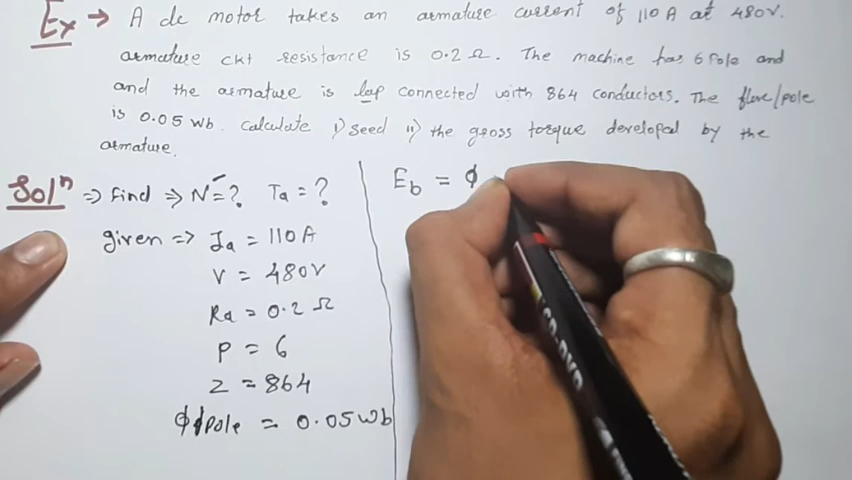 Ex → A dc motor takes an armature current of 110 A at 480V.
armature ckt resistance is 0.2 Ω. The machine has 6 Pole and
and the armature is lap connected with 864 conductors. The flux/pole
is 0.05 Wb. Calculate i) Seed ii) the gross torque developed by the
armature.
Solⁿ ⇒ Find ⇒ N = ? Ta = ?
given ⇒ Ia = 110A
V = 480V
Ra = 0.2 Ω
P = 6
Z = 864
ϕ/pole = 0.05 Wb
Eb = ϕ